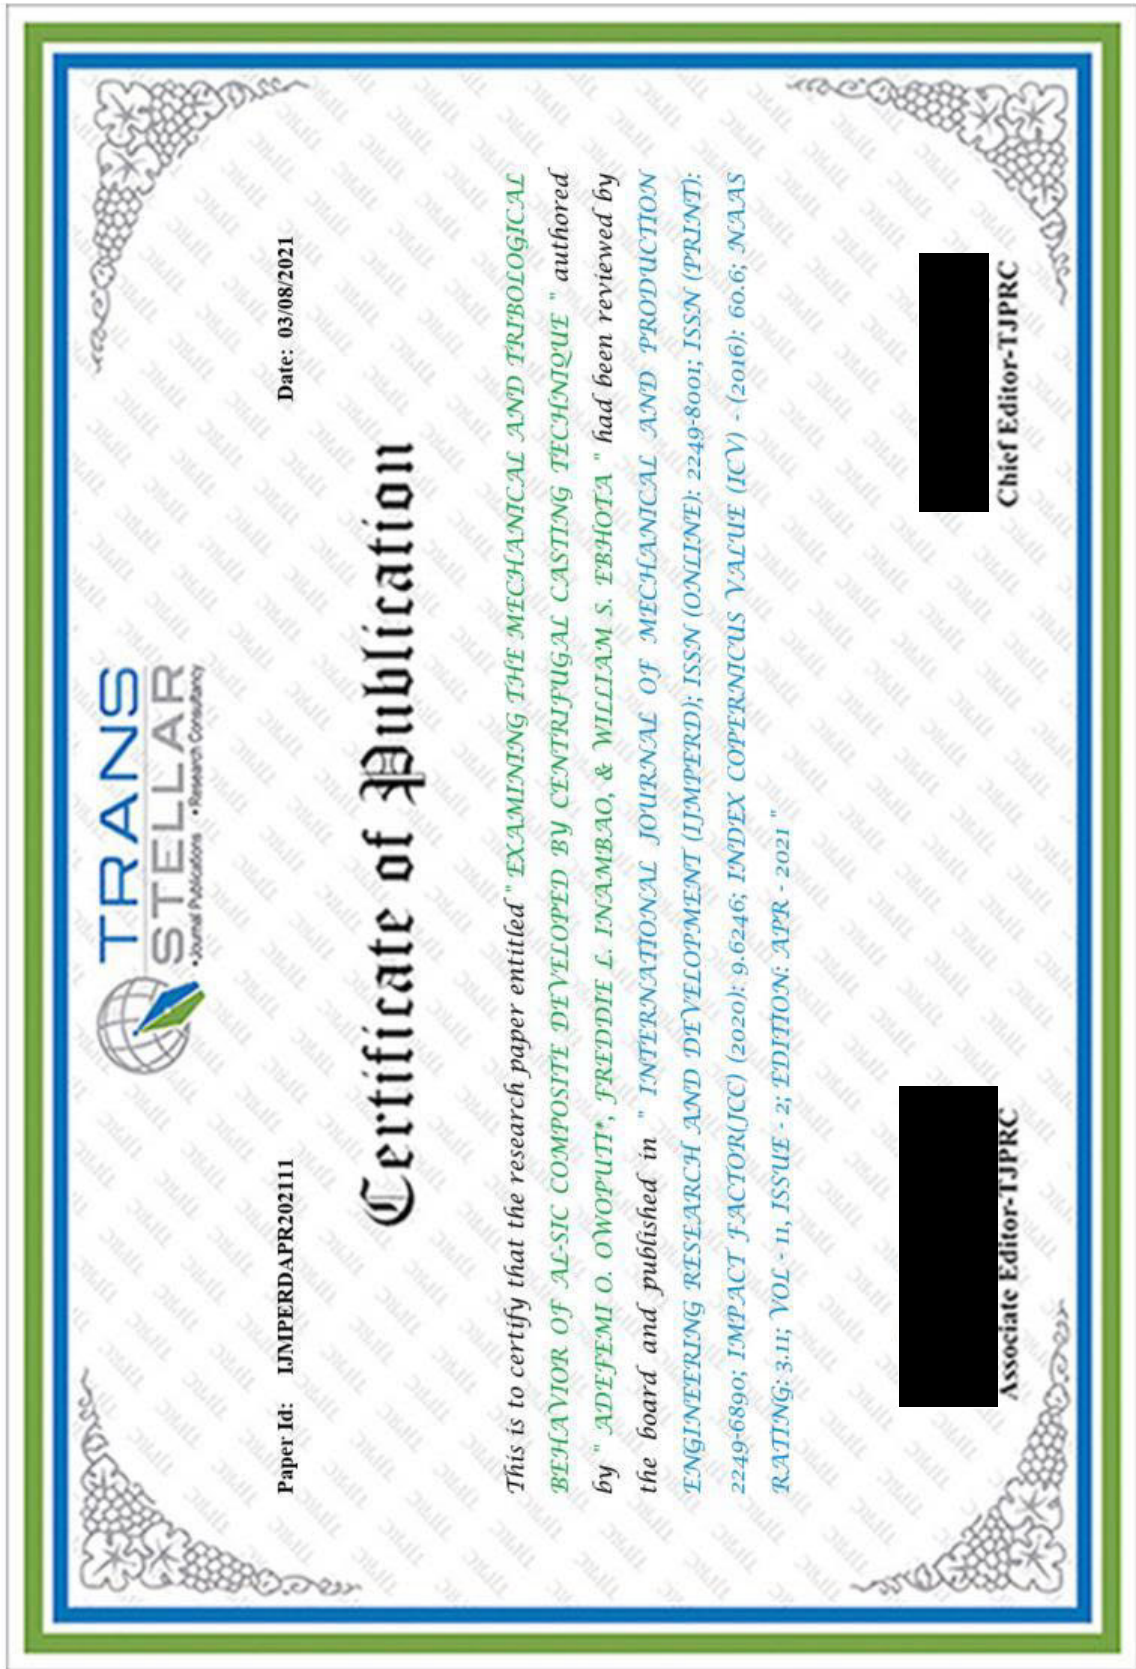 TRANS
STELLAR
• Journal Publications • Research Consultancy
Paper Id: IJMPERDAPR202111
Date: 03/08/2021
Certificate of Publication
This is to certify that the research paper entitled " EXAMINING THE MECHANICAL AND TRIBOLOGICAL
BEHAVIOR OF AL-SIC COMPOSITE DEVELOPED BY CENTRIFUGAL CASTING TECHNIQUE " authored
by " ADEFEMI O. OWOPUTI*, FREDDIE L. INAMBAO, & WILLIAM S. EBHOTA " had been reviewed by
the board and published in " INTERNATIONAL JOURNAL OF MECHANICAL AND PRODUCTION
ENGINEERING RESEARCH AND DEVELOPMENT (IJMPERD); ISSN (ONLINE): 2249-8001; ISSN (PRINT):
2249-6890; IMPACT FACTOR(JCC) (2020): 9.6246; INDEX COPERNICUS VALUE (ICV) - (2016): 60.6; NAAS
RATING: 3.11; VOL - 11, ISSUE - 2; EDITION: APR - 2021 "
Associate Editor-TJPRC
Chief Editor-TJPRC